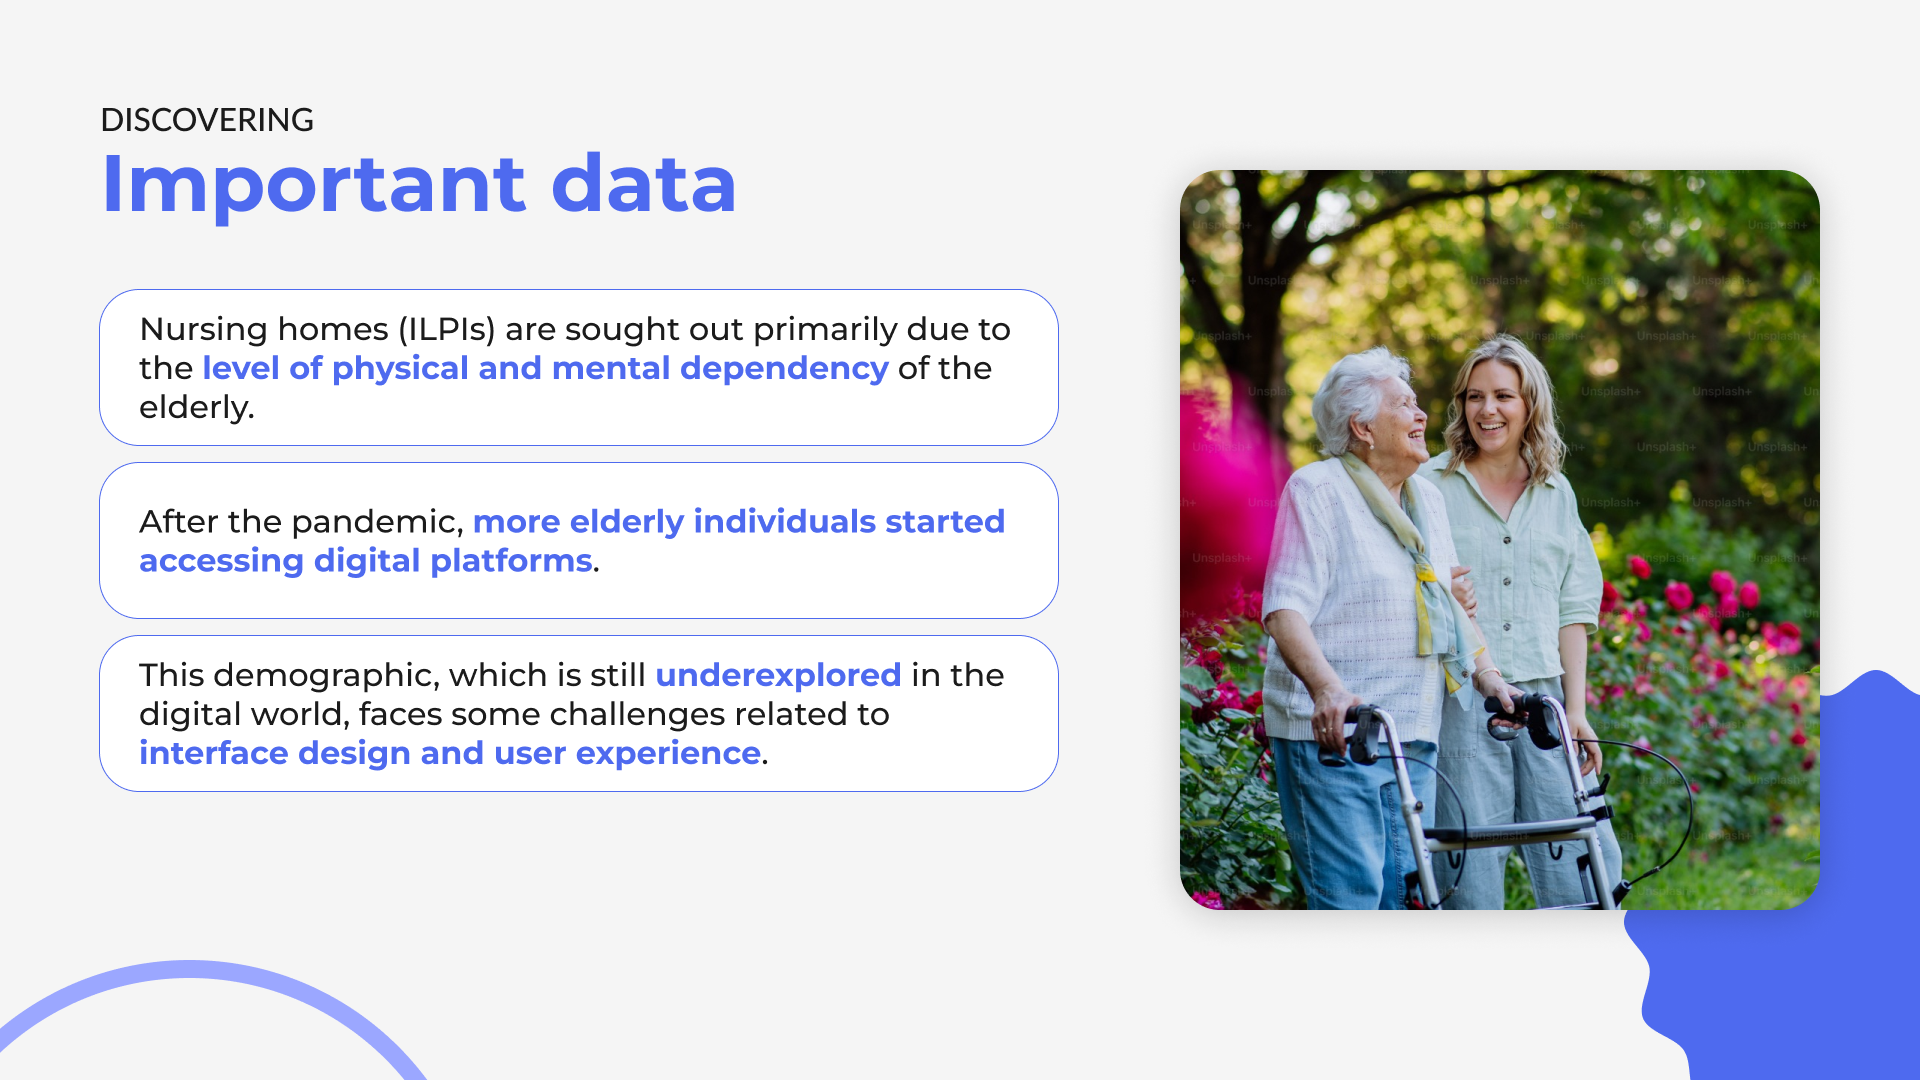 DISCOVERING
Important data
Nursing homes (ILPIs) are sought out primarily due to
the level of physical and mental dependency of the
elderly.
After the pandemic, more elderly individuals started
accessing digital platforms.
This demographic, which is still underexplored in the
digital world, faces some challenges related to
interface design and user experience.
Unsplash+